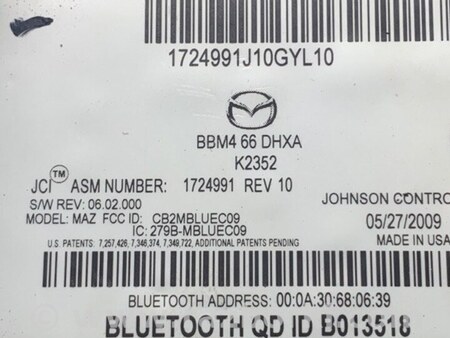 1724991J10GYL10
BBM4 66 DHXA
K2352
JCI™ ASM NUMBER: 1724991 REV 10
S/W REV: 06.02.000 JOHNSON CONTRO
MODEL: MAZ FCC ID: CB2MBLUEC09 05/27/2009
IC: 279B-MBLUEC09 MADE IN USA
U.S. PATENTS: 7,257,426, 7,346,374, 7,349,722, ADDITIONAL PATENTS PENDING
BLUETOOTH ADDRESS: 00:0A:30:68:06:39
BLUETOOTH QD ID B013518